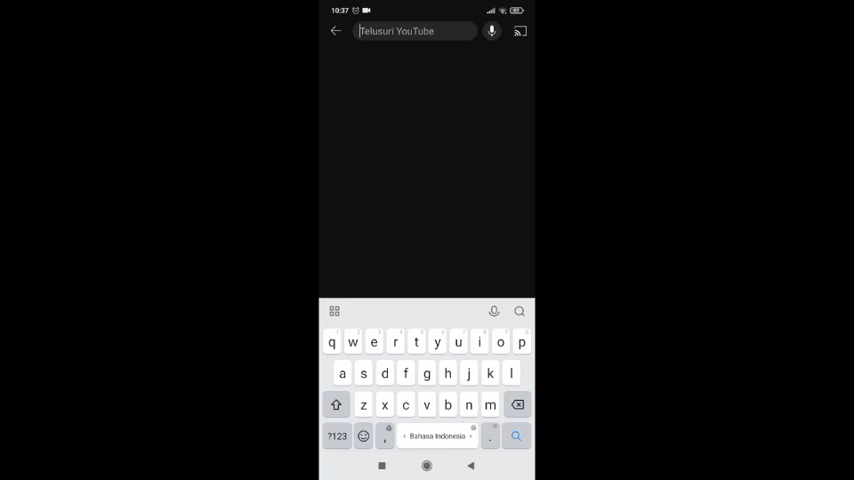 10:37
Telusuri YouTube
q w e r t y u i o p
a s d f g h j k l
z x c v b n m
?123 , Bahasa Indonesia .